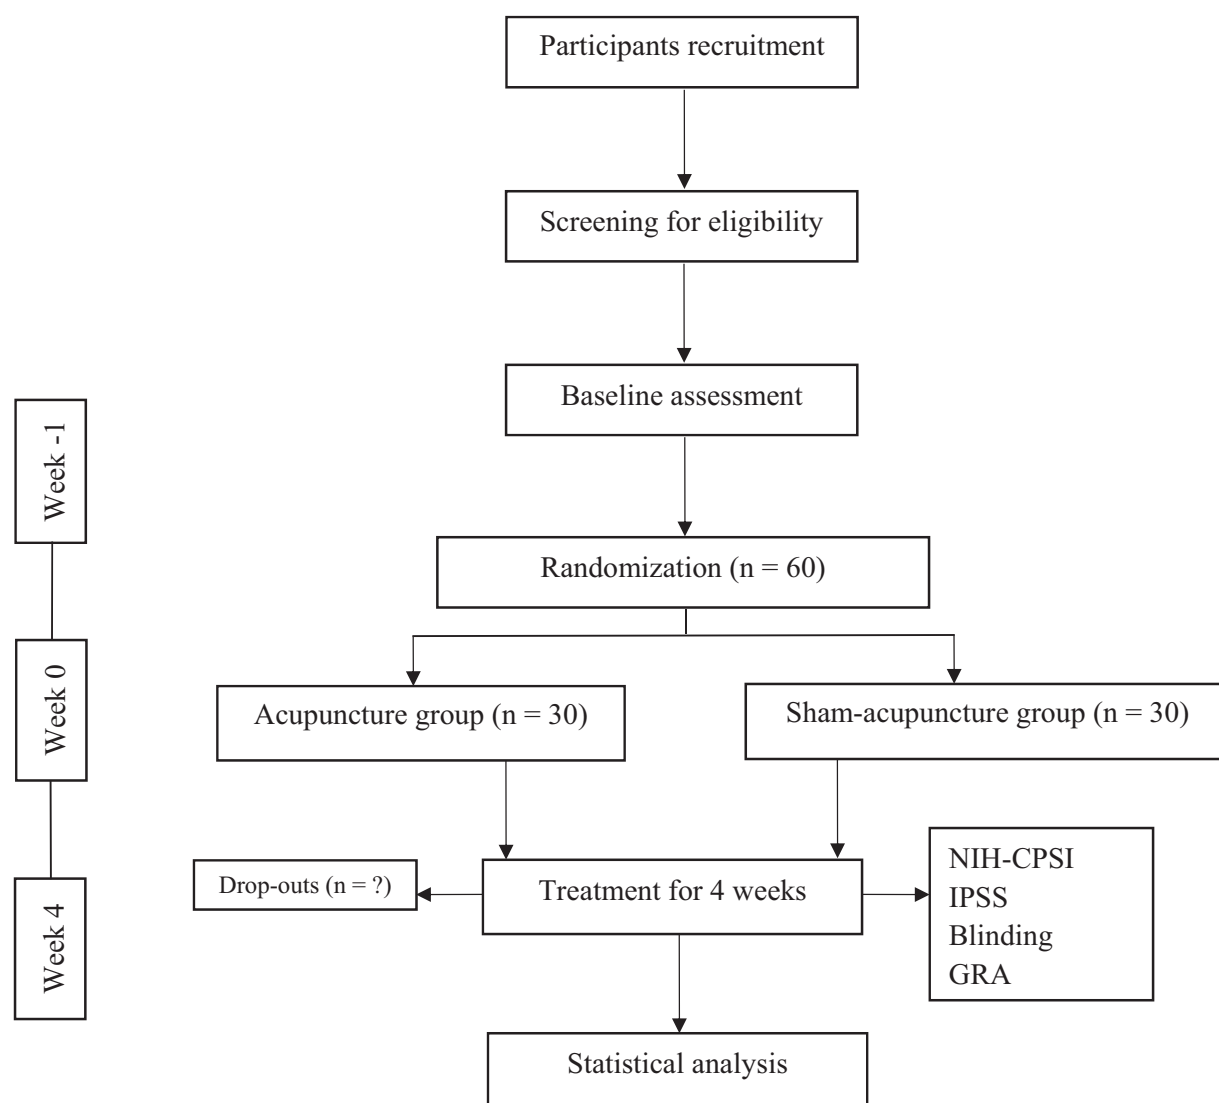 Participants recruitment
Screening for eligibility
Baseline assessment
Week -1
Randomization (n = 60)
Week 0
Acupuncture group (n = 30)
Sham-acupuncture group (n = 30)
Week 4
Drop-outs (n = ?)
Treatment for 4 weeks
NIH-CPSI
IPSS
Blinding
GRA
Statistical analysis